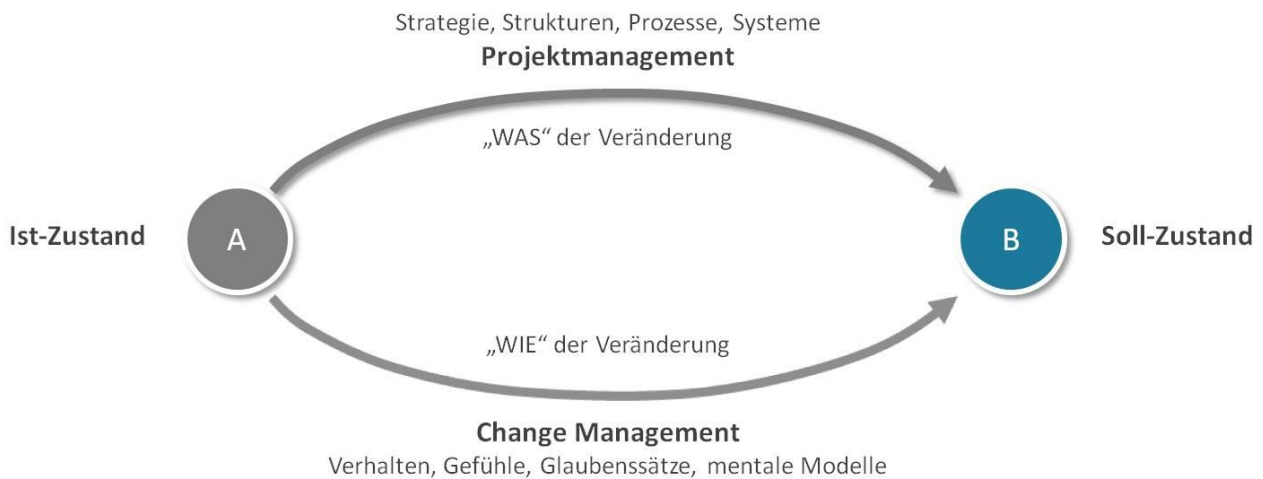 Strategie, Strukturen, Prozesse, Systeme
Projektmanagement
„WAS“ der Veränderung
Ist-Zustand
A
B
Soll-Zustand
„WIE“ der Veränderung
Change Management
Verhalten, Gefühle, Glaubenssätze, mentale Modelle